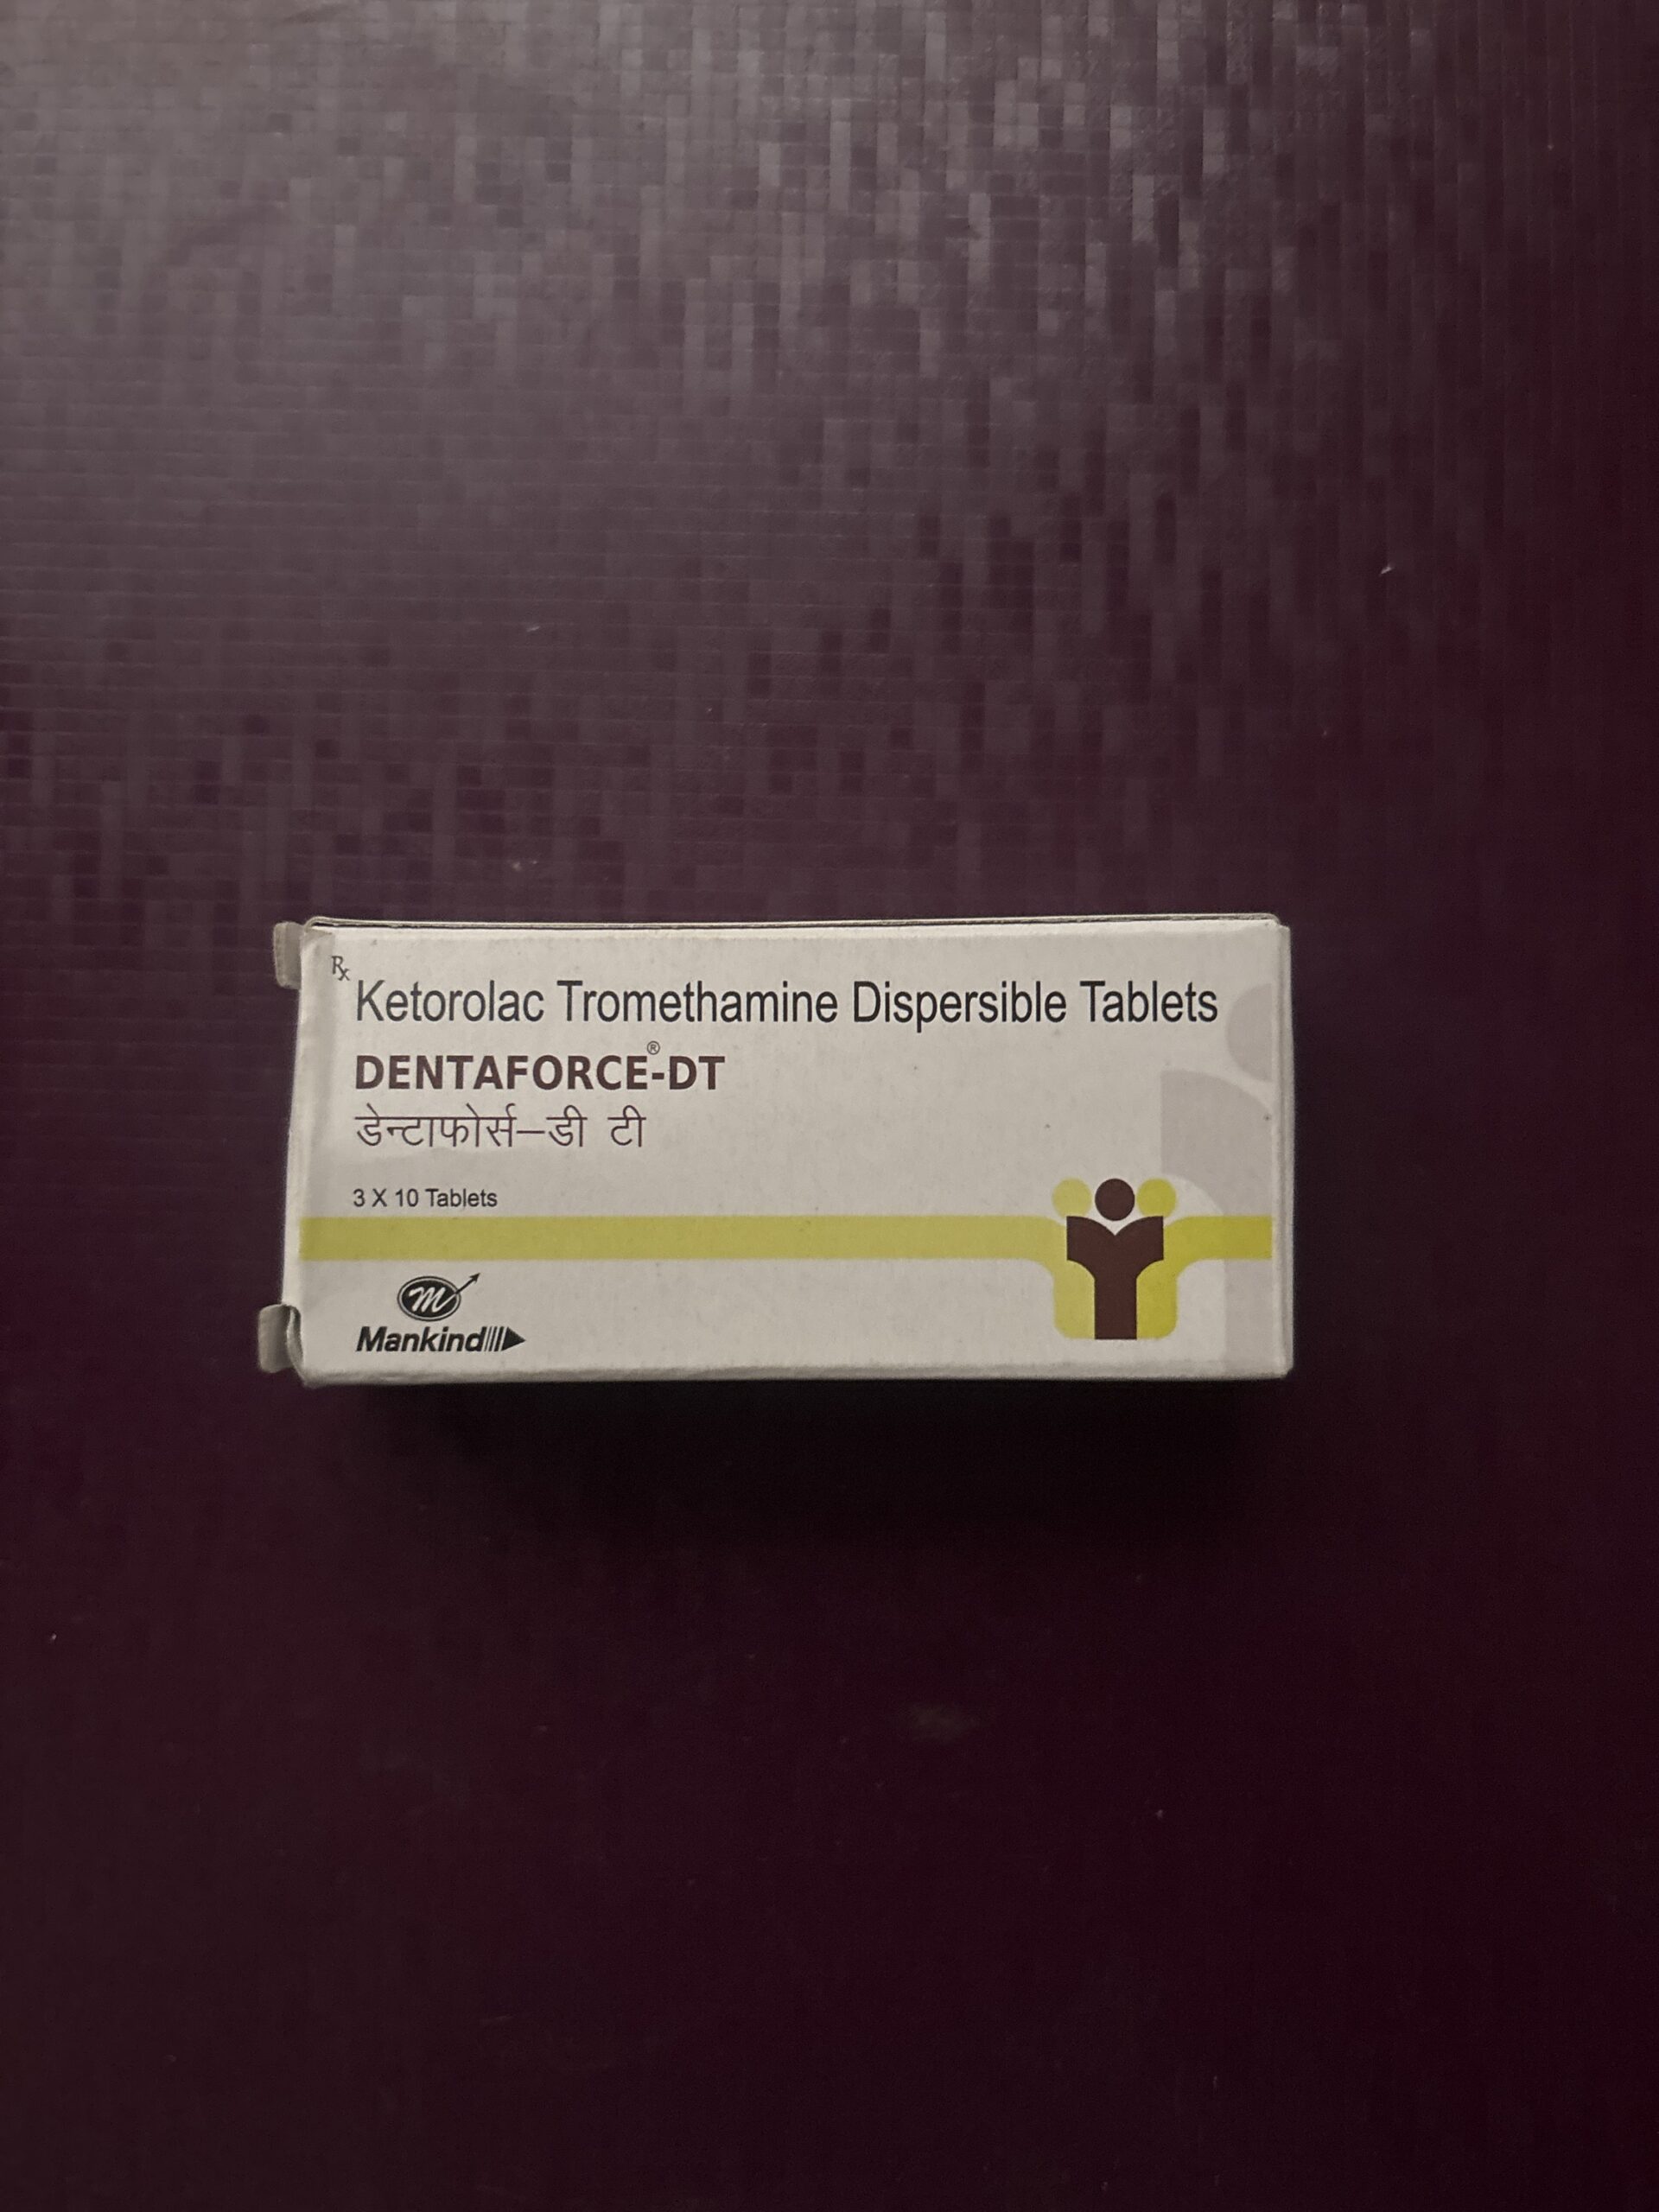 Rx
Ketorolac Tromethamine Dispersible Tablets
DENTAFORCE®-DT
डेन्टाफोर्स–डी टी
3 X 10 Tablets
m
Mankind